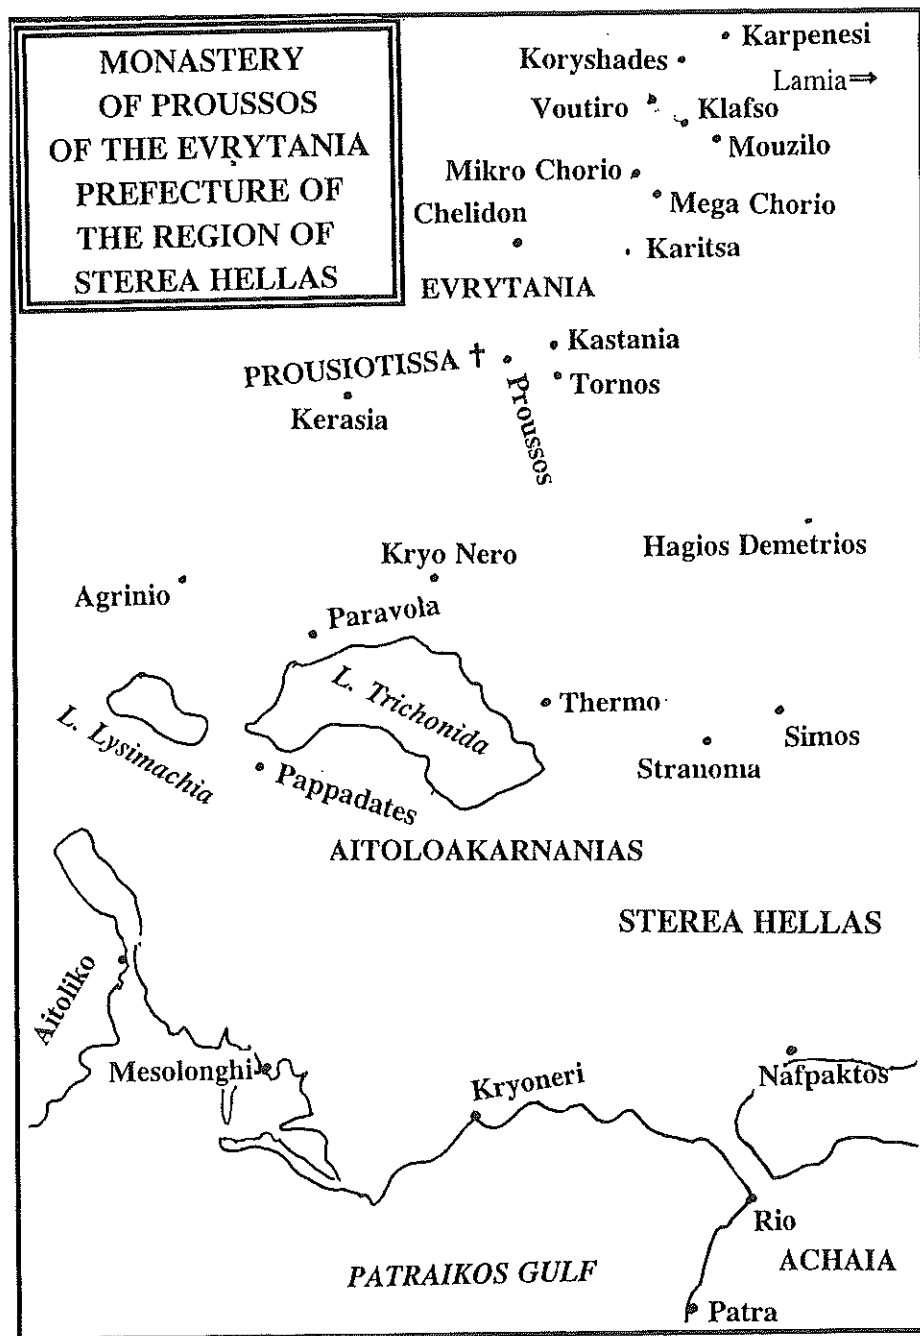 MONASTERY
OF PROUSSOS
OF THE EVRYTANIA
PREFECTURE OF
THE REGION OF
STEREA HELLAS
Karpenesi
Koryshades
Lamia⇒
Voutiro
Klafso
Mouzilo
Mikro Chorio
Mega Chorio
Chelidon
Karitsa
EVRYTANIA
Kastania
PROUSIOTISSA †
Proussos
Tornos
Kerasia
Hagios Demetrios
Kryo Nero
Agrinio
Paravola
L. Trichonida
Thermo
L. Lysimachia
Simos
Stranoma
Pappadates
AITOLOAKARNANIAS
STEREA HELLAS
Aitoliko
Mesolonghi
Kryoneri
Nafpaktos
Rio
ACHAIA
PATRAIKOS GULF
Patra